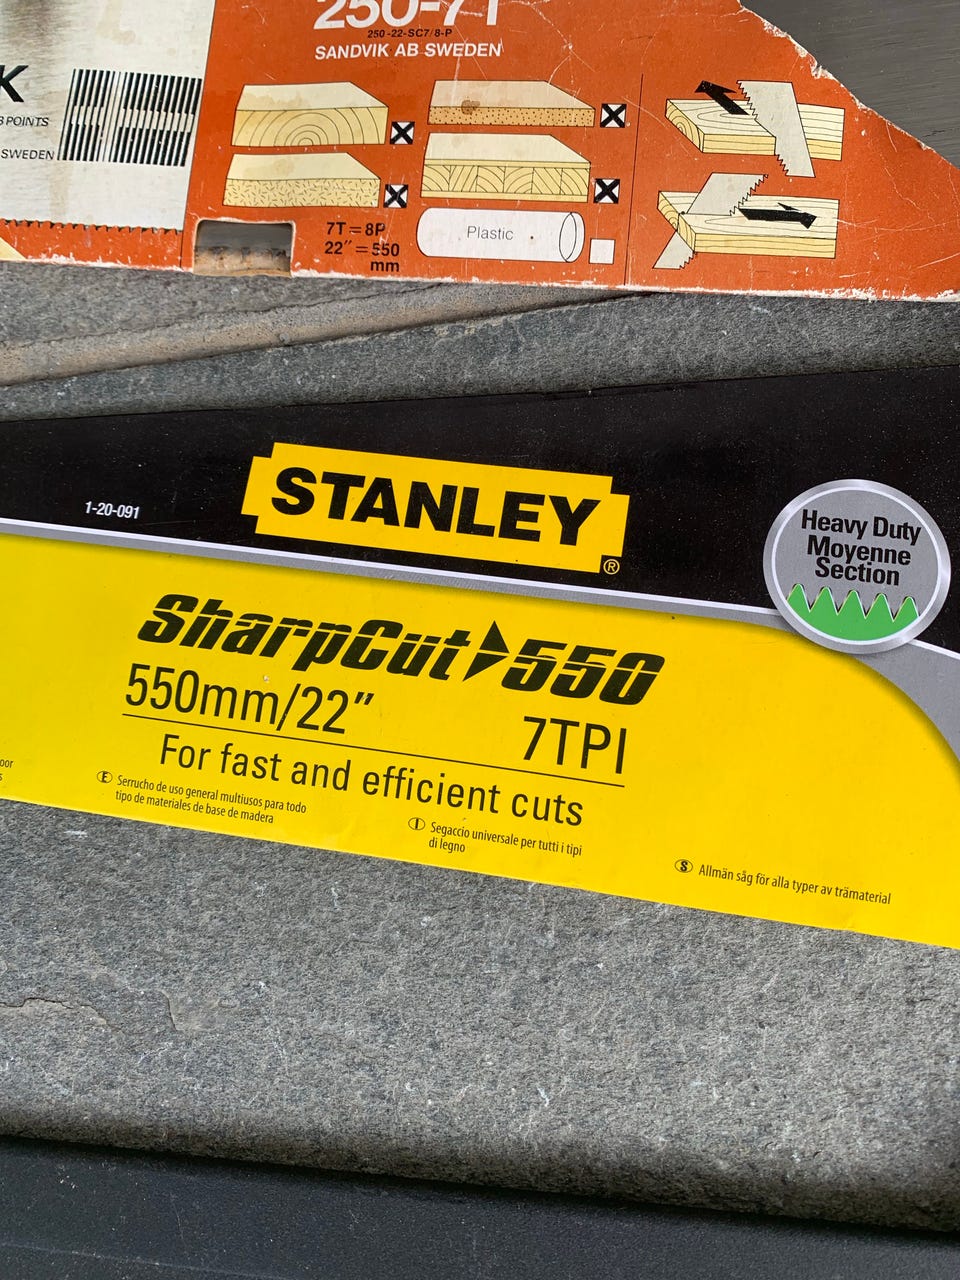 250-7T
250-22-SC7/8-P
SANDVIK AB SWEDEN
K
8 POINTS
SWEDEN
7T = 8P
22" = 550
mm
Plastic
STANLEY
®
1-20-091
Heavy Duty
Moyenne
Section
SharpCut 550
550mm/22" 7TPI
For fast and efficient cuts
E Serrucho de uso general multiusos para todo
tipo de materiales de base de madera
I Segaccio universale per tutti i tipi
di legno
S Allmän såg för alla typer av trämaterial